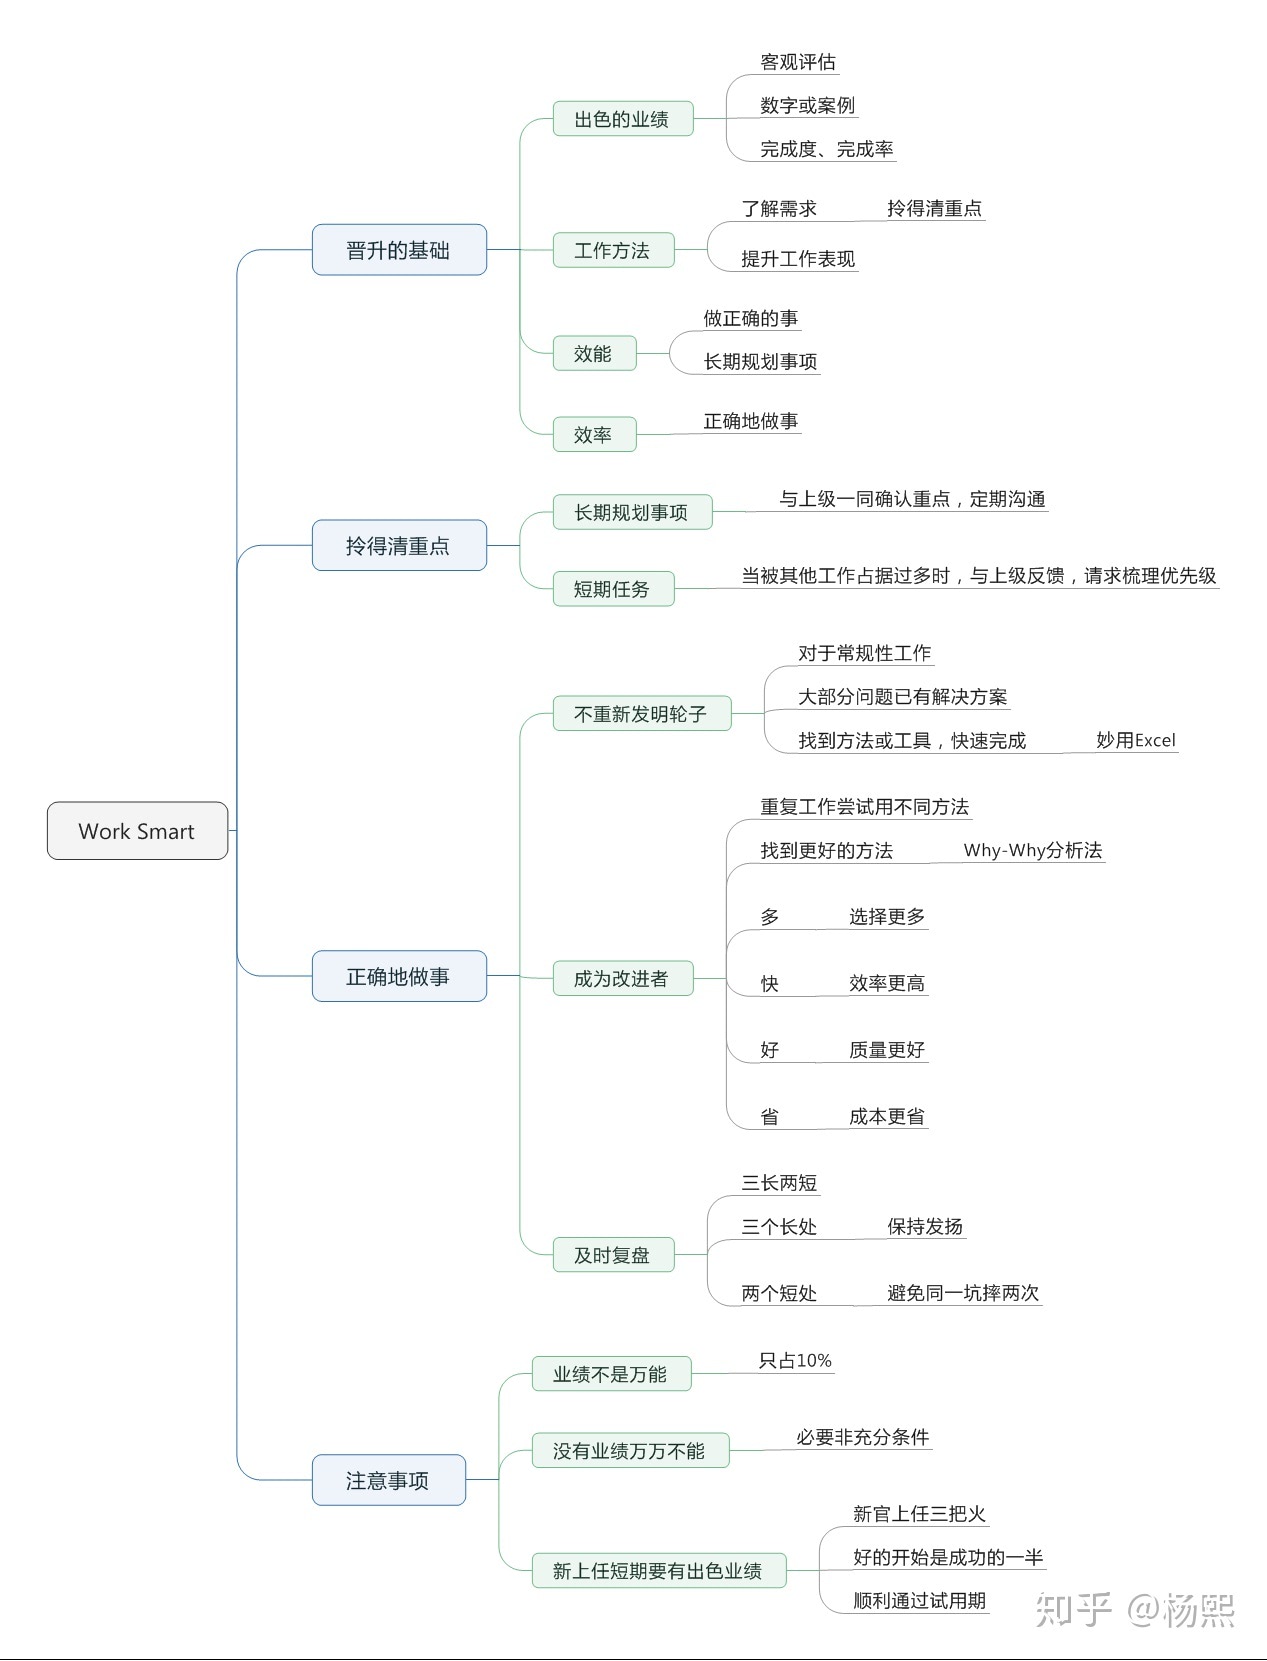 Work Smart
晋升的基础
出色的业绩
客观评估
数字或案例
完成度、完成率
工作方法
了解需求
拎得清重点
提升工作表现
效能
做正确的事
长期规划事项
效率
正确地做事
拎得清重点
长期规划事项
与上级一同确认重点，定期沟通
短期任务
当被其他工作占据过多时，与上级反馈，请求梳理优先级
正确地做事
不重新发明轮子
对于常规性工作
大部分问题已有解决方案
找到方法或工具，快速完成
妙用Excel
成为改进者
重复工作尝试用不同方法
找到更好的方法
Why-Why分析法
多
选择更多
快
效率更高
好
质量更好
省
成本更省
及时复盘
三长两短
三个长处
保持发扬
两个短处
避免同一坑摔两次
注意事项
业绩不是万能
只占10%
没有业绩万万不能
必要非充分条件
新上任短期要有出色业绩
新官上任三把火
好的开始是成功的一半
顺利通过试用期
知乎 @杨熙